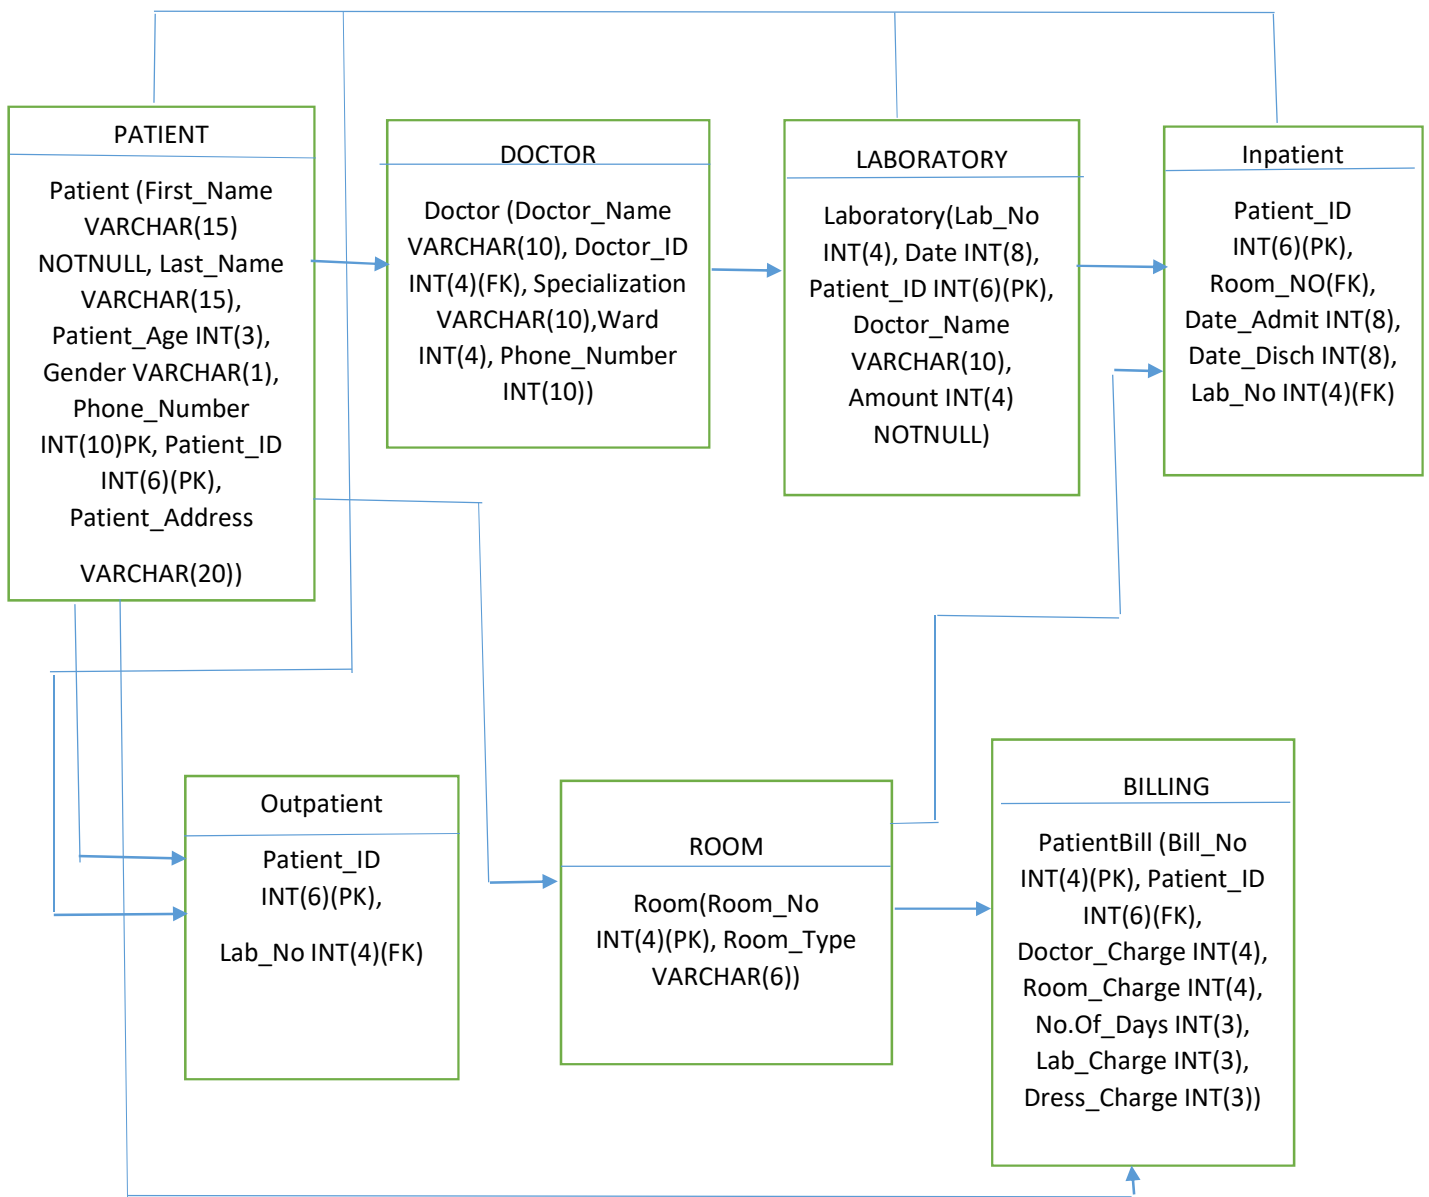 PATIENT
Patient (First_Name
VARCHAR(15)
NOTNULL, Last_Name
VARCHAR(15),
Patient_Age INT(3),
Gender VARCHAR(1),
Phone_Number
INT(10)PK, Patient_ID
INT(6)(PK),
Patient_Address
VARCHAR(20))
DOCTOR
Doctor (Doctor_Name
VARCHAR(10), Doctor_ID
INT(4)(FK), Specialization
VARCHAR(10),Ward
INT(4), Phone_Number
INT(10))
LABORATORY
Laboratory(Lab_No
INT(4), Date INT(8),
Patient_ID INT(6)(PK),
Doctor_Name
VARCHAR(10),
Amount INT(4)
NOTNULL)
Inpatient
Patient_ID
INT(6)(PK),
Room_NO(FK),
Date_Admit INT(8),
Date_Disch INT(8),
Lab_No INT(4)(FK)
Outpatient
Patient_ID
INT(6)(PK),
Lab_No INT(4)(FK)
ROOM
Room(Room_No
INT(4)(PK), Room_Type
VARCHAR(6))
BILLING
PatientBill (Bill_No
INT(4)(PK), Patient_ID
INT(6)(FK),
Doctor_Charge INT(4),
Room_Charge INT(4),
No.Of_Days INT(3),
Lab_Charge INT(3),
Dress_Charge INT(3))